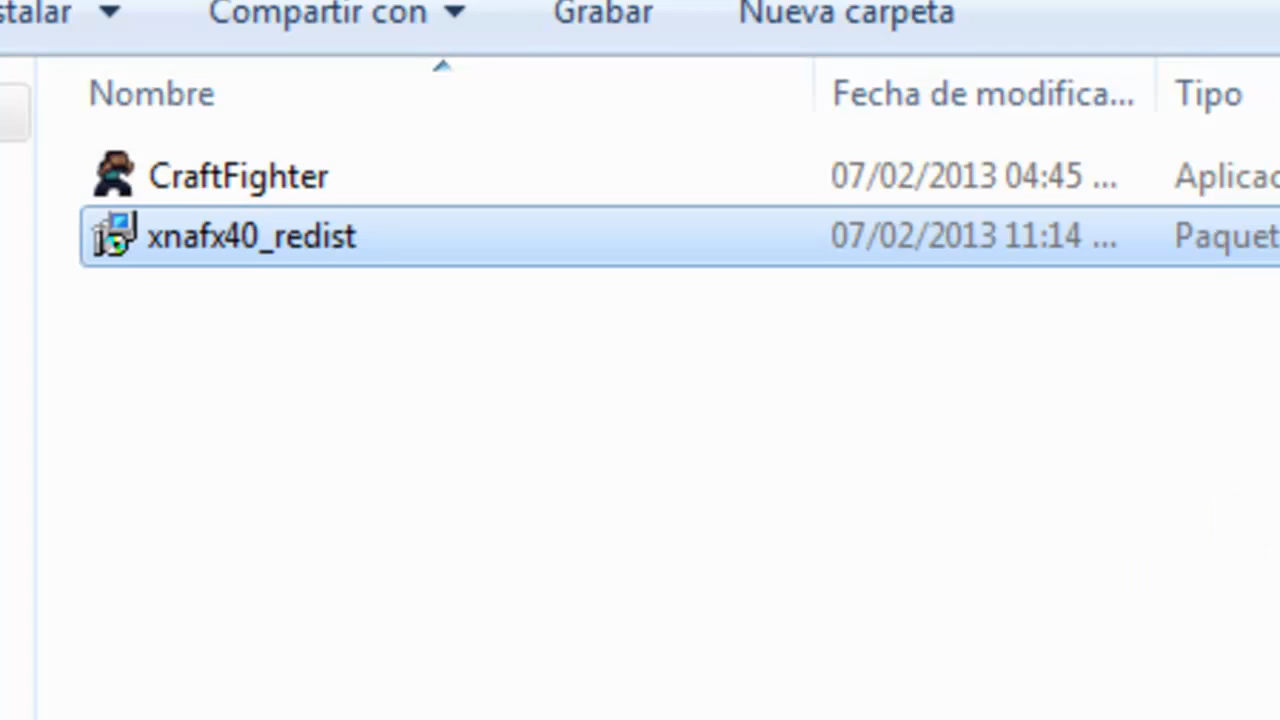 stalar Compartir con Grabar Nueva carpeta
Nombre Fecha de modifica... Tipo
CraftFighter 07/02/2013 04:45 ... Aplicac
xnafx40_redist 07/02/2013 11:14 ... Paquet